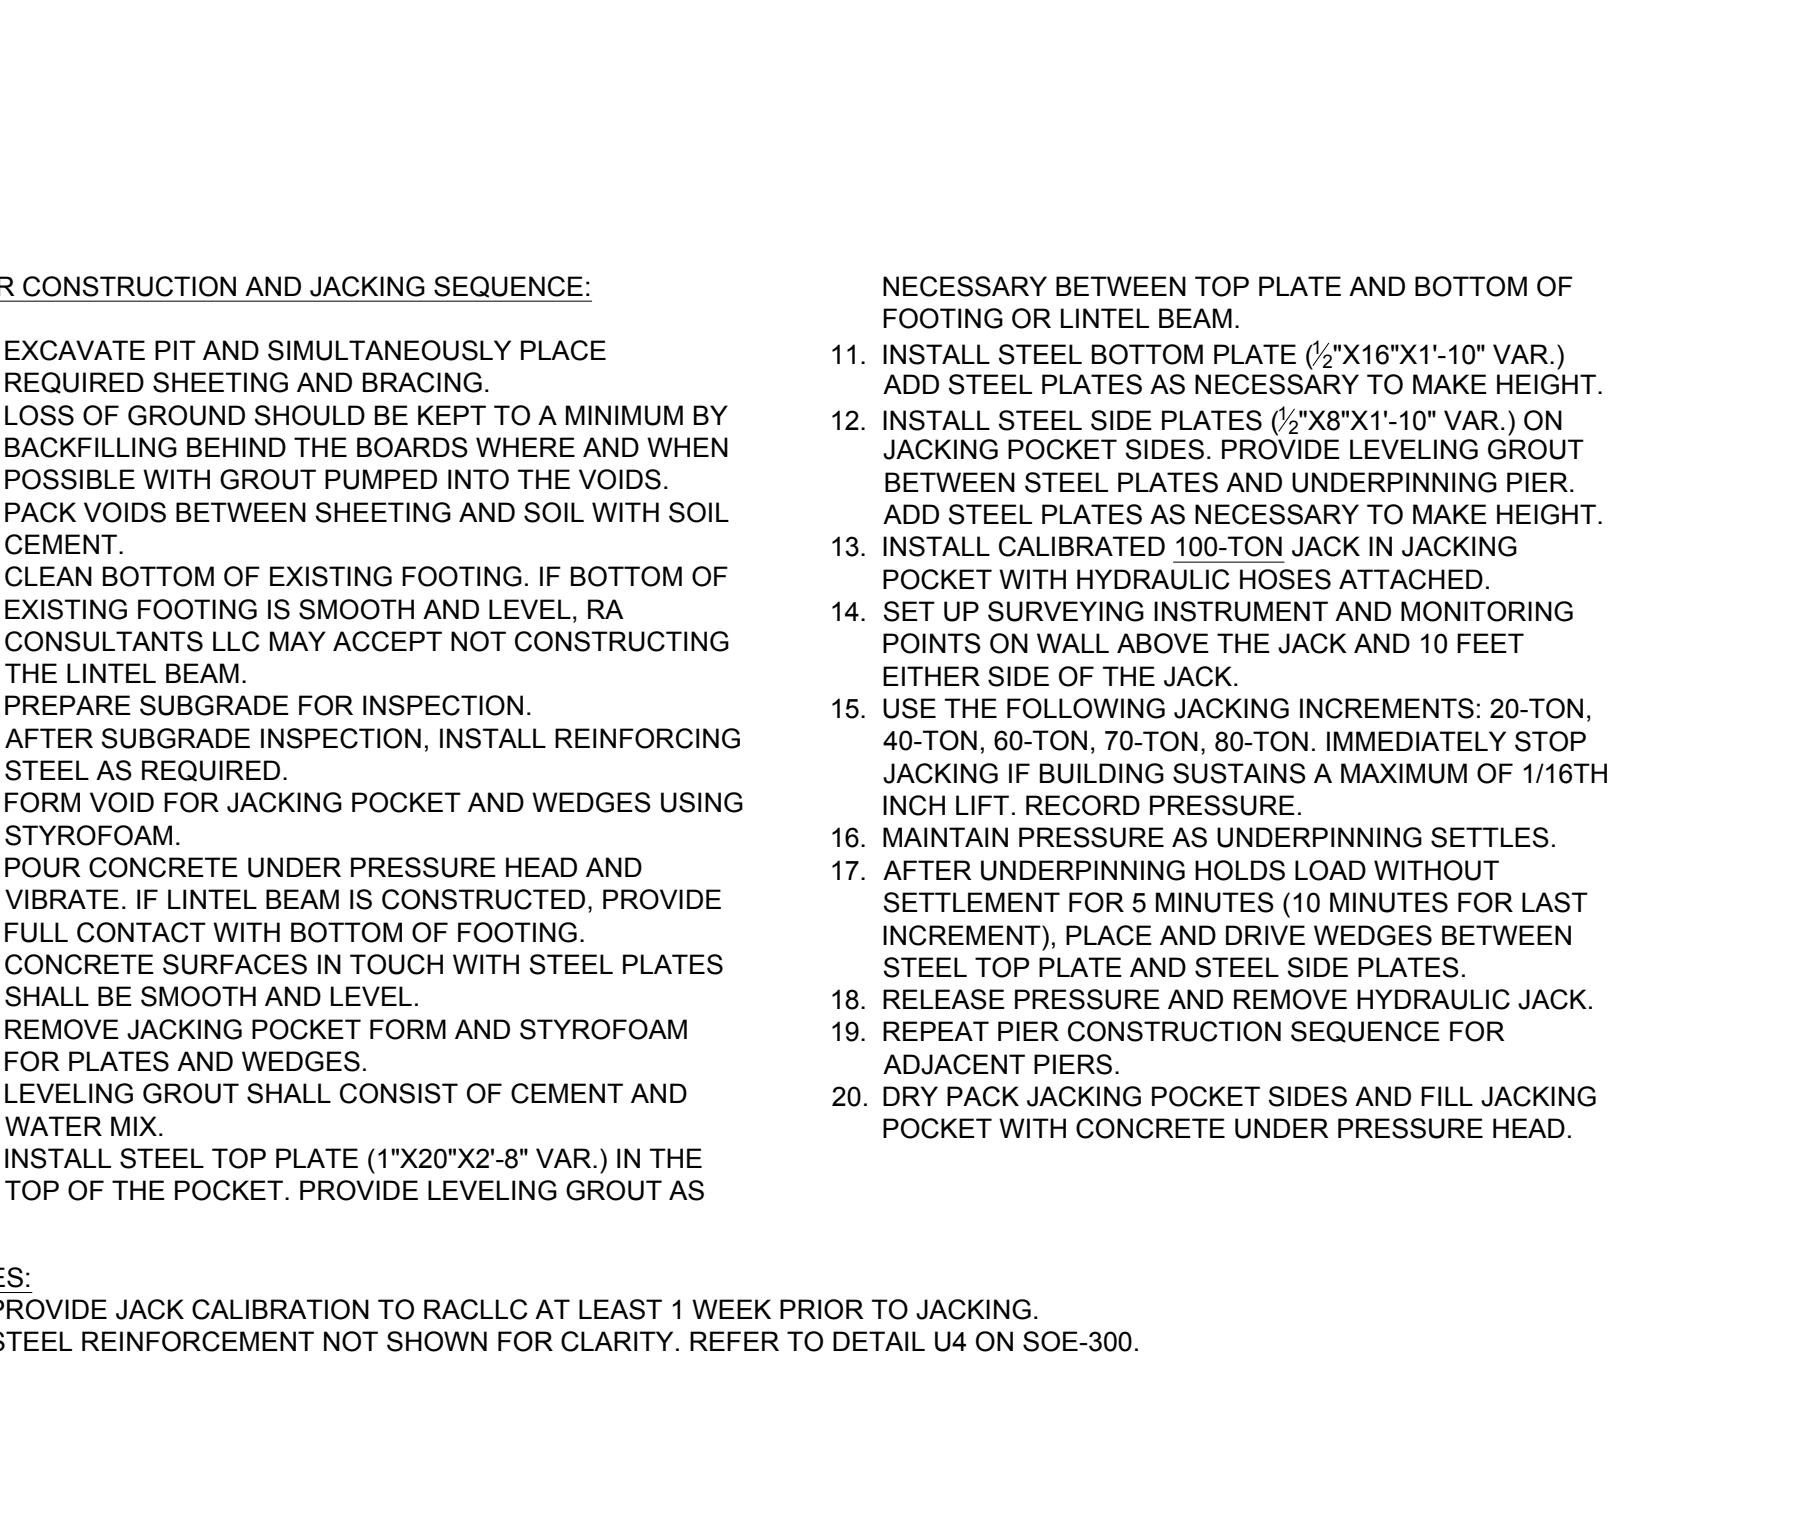 R CONSTRUCTION AND JACKING SEQUENCE:
EXCAVATE PIT AND SIMULTANEOUSLY PLACE
REQUIRED SHEETING AND BRACING.
LOSS OF GROUND SHOULD BE KEPT TO A MINIMUM BY
BACKFILLING BEHIND THE BOARDS WHERE AND WHEN
POSSIBLE WITH GROUT PUMPED INTO THE VOIDS.
PACK VOIDS BETWEEN SHEETING AND SOIL WITH SOIL
CEMENT.
CLEAN BOTTOM OF EXISTING FOOTING. IF BOTTOM OF
EXISTING FOOTING IS SMOOTH AND LEVEL, RA
CONSULTANTS LLC MAY ACCEPT NOT CONSTRUCTING
THE LINTEL BEAM.
PREPARE SUBGRADE FOR INSPECTION.
AFTER SUBGRADE INSPECTION, INSTALL REINFORCING
STEEL AS REQUIRED.
FORM VOID FOR JACKING POCKET AND WEDGES USING
STYROFOAM.
POUR CONCRETE UNDER PRESSURE HEAD AND
VIBRATE. IF LINTEL BEAM IS CONSTRUCTED, PROVIDE
FULL CONTACT WITH BOTTOM OF FOOTING.
CONCRETE SURFACES IN TOUCH WITH STEEL PLATES
SHALL BE SMOOTH AND LEVEL.
REMOVE JACKING POCKET FORM AND STYROFOAM
FOR PLATES AND WEDGES.
LEVELING GROUT SHALL CONSIST OF CEMENT AND
WATER MIX.
INSTALL STEEL TOP PLATE (1"X20"X2'-8" VAR.) IN THE
TOP OF THE POCKET. PROVIDE LEVELING GROUT AS
NECESSARY BETWEEN TOP PLATE AND BOTTOM OF
FOOTING OR LINTEL BEAM.
11. INSTALL STEEL BOTTOM PLATE (½"X16"X1'-10" VAR.)
ADD STEEL PLATES AS NECESSARY TO MAKE HEIGHT.
12. INSTALL STEEL SIDE PLATES (½"X8"X1'-10" VAR.) ON
JACKING POCKET SIDES. PROVIDE LEVELING GROUT
BETWEEN STEEL PLATES AND UNDERPINNING PIER.
ADD STEEL PLATES AS NECESSARY TO MAKE HEIGHT.
13. INSTALL CALIBRATED 100-TON JACK IN JACKING
POCKET WITH HYDRAULIC HOSES ATTACHED.
14. SET UP SURVEYING INSTRUMENT AND MONITORING
POINTS ON WALL ABOVE THE JACK AND 10 FEET
EITHER SIDE OF THE JACK.
15. USE THE FOLLOWING JACKING INCREMENTS: 20-TON,
40-TON, 60-TON, 70-TON, 80-TON. IMMEDIATELY STOP
JACKING IF BUILDING SUSTAINS A MAXIMUM OF 1/16TH
INCH LIFT. RECORD PRESSURE.
16. MAINTAIN PRESSURE AS UNDERPINNING SETTLES.
17. AFTER UNDERPINNING HOLDS LOAD WITHOUT
SETTLEMENT FOR 5 MINUTES (10 MINUTES FOR LAST
INCREMENT), PLACE AND DRIVE WEDGES BETWEEN
STEEL TOP PLATE AND STEEL SIDE PLATES.
18. RELEASE PRESSURE AND REMOVE HYDRAULIC JACK.
19. REPEAT PIER CONSTRUCTION SEQUENCE FOR
ADJACENT PIERS.
20. DRY PACK JACKING POCKET SIDES AND FILL JACKING
POCKET WITH CONCRETE UNDER PRESSURE HEAD.
ES:
PROVIDE JACK CALIBRATION TO RACLLC AT LEAST 1 WEEK PRIOR TO JACKING.
STEEL REINFORCEMENT NOT SHOWN FOR CLARITY. REFER TO DETAIL U4 ON SOE-300.